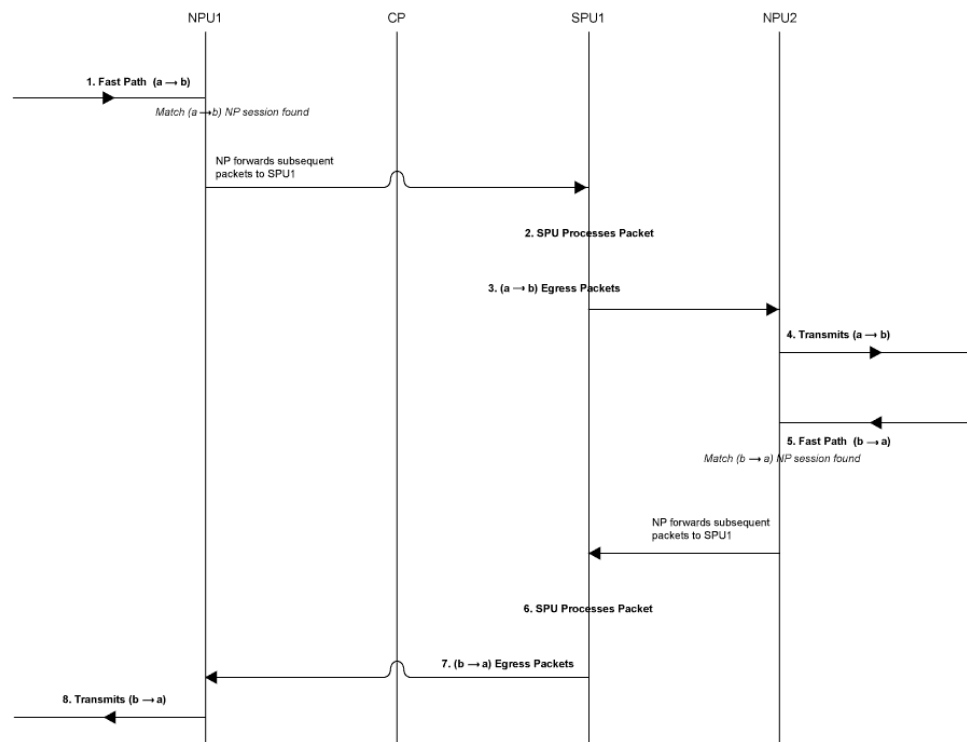 NPU1 CP SPU1 NPU2
1. Fast Path (a → b)
Match (a → b) NP session found
NP forwards subsequent
packets to SPU1
2. SPU Processes Packet
3. (a → b) Egress Packets
4. Transmits (a → b)
5. Fast Path (b → a)
Match (b → a) NP session found
NP forwards subsequent
packets to SPU1
6. SPU Processes Packet
7. (b → a) Egress Packets
8. Transmits (b → a)